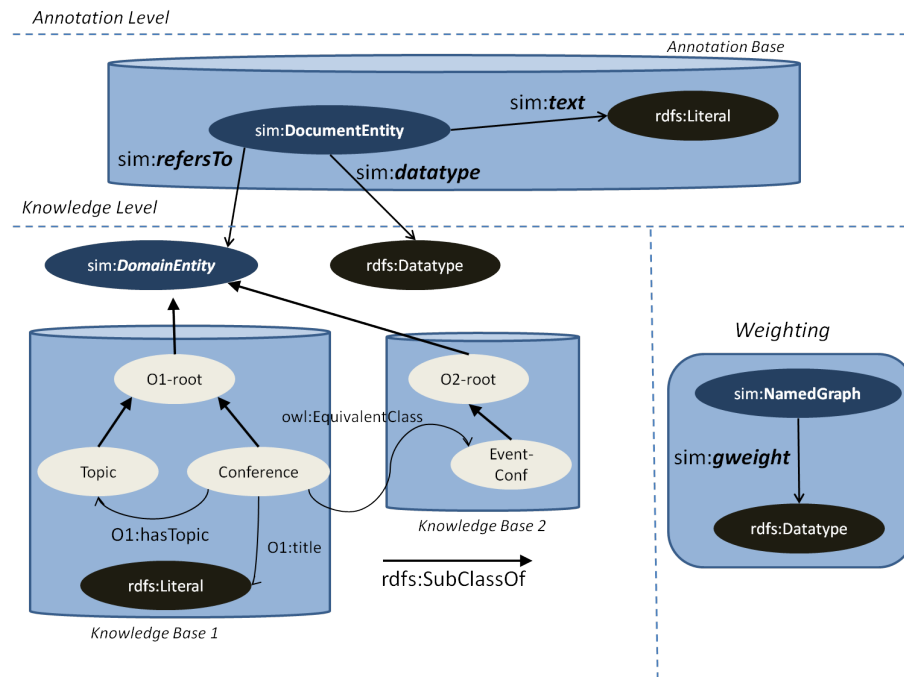 Annotation Level
Annotation Base
sim:text
sim:DocumentEntity
rdfs:Literal
sim:refersTo
sim:datatype
Knowledge Level
sim:DomainEntity
rdfs:Datatype
Weighting
O1-root
O2-root
sim:NamedGraph
owl:EquivalentClass
Topic
Conference
Event-
Conf
sim:gweight
O1:hasTopic
Knowledge Base 2
rdfs:Datatype
O1:title
rdfs:SubClassOf
rdfs:Literal
Knowledge Base 1